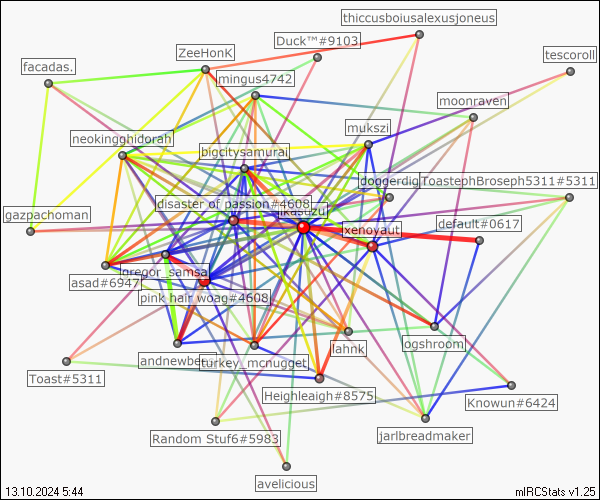 thiccusboiusalexusjoneus
Duck™#9103
ZeeHonK
tescoroll
facadas.
mingus4742
moonraven
mukszi
neokingghidorah
bigcitysamurai
doggerdig
ToastephBroseph5311#5311
disaster of passion#4608
gazpachoman
default#0617
xenoyaut
gregor_samsa
asad#6947
pink hair woag#4608
ogshroom
lahnk
andnewbe
turkey_mcnugget
Toast#5311
Heighleaigh#8575
Knowun#6424
Random Stuf6#5983
jarlbreadmaker
avelicious
13.10.2024 5:44
mIRCStats v1.25